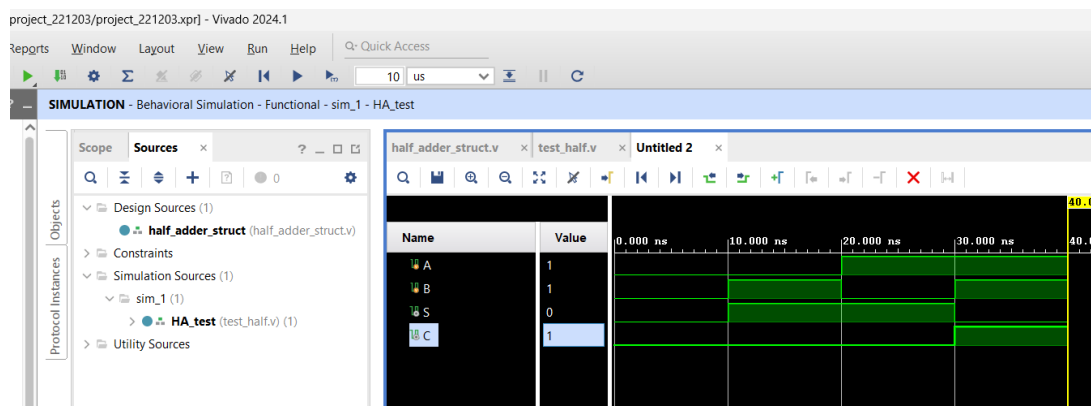 project_221203/project_221203.xpr] - Vivado 2024.1
Reports Window Layout View Run Help Quick Access
10 us
SIMULATION - Behavioral Simulation - Functional - sim_1 - HA_test
Scope Sources × ? _
half_adder_struct.v × test_half.v × Untitled 2 ×
0
Objects
Protocol Instances
Design Sources (1)
half_adder_struct (half_adder_struct.v)
Constraints
Simulation Sources (1)
sim_1 (1)
HA_test (test_half.v) (1)
Utility Sources
Name Value
A 1
B 1
S 0
C 1
40.0
0.000 ns 10.000 ns 20.000 ns 30.000 ns 40.